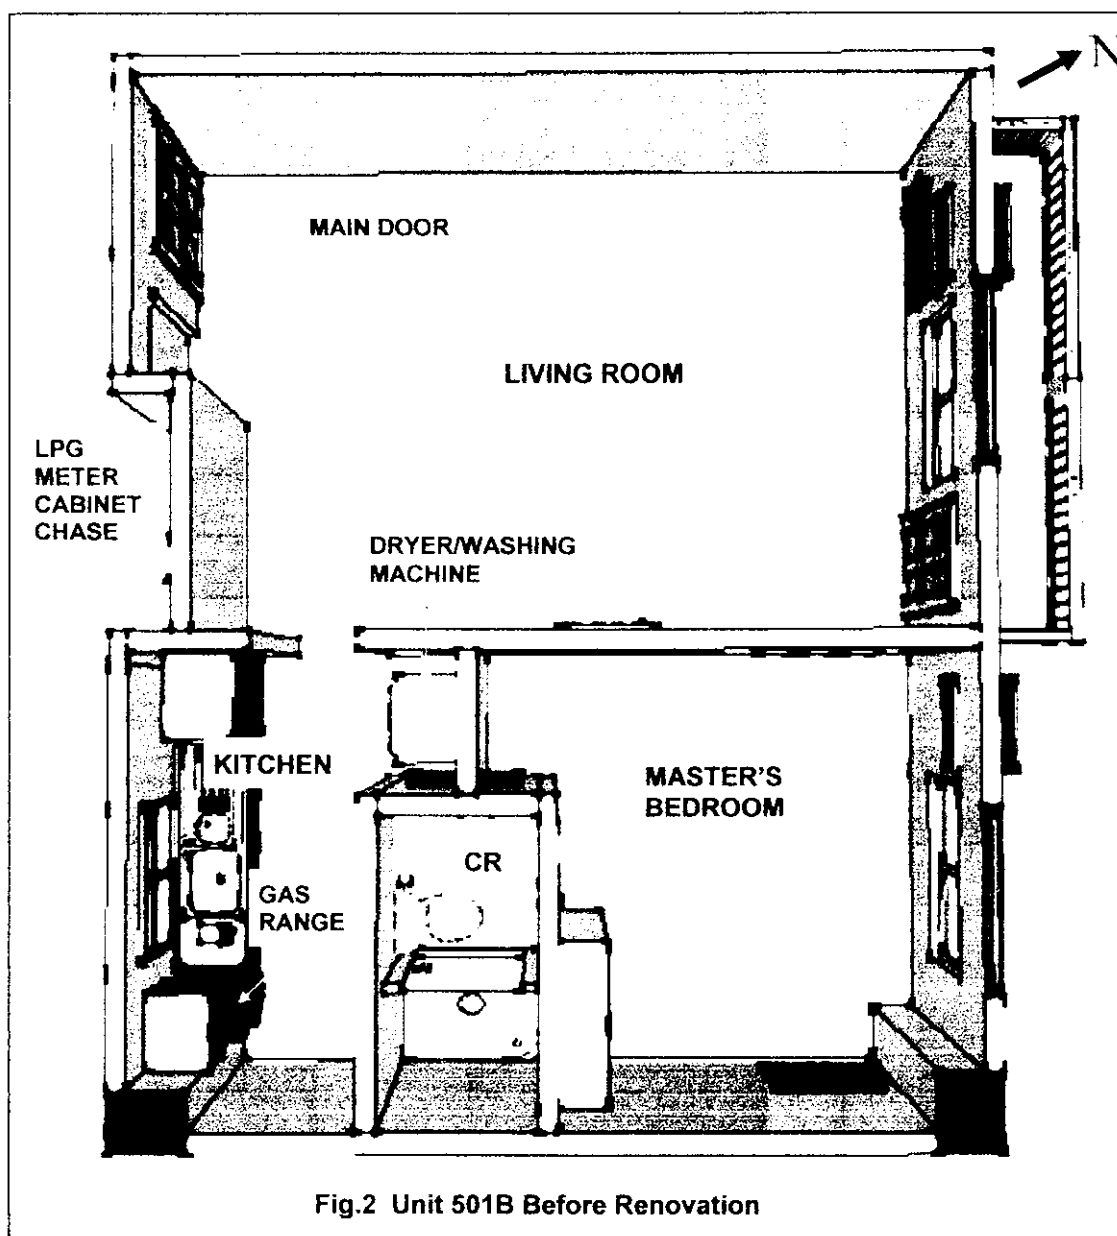 N
MAIN DOOR
LIVING ROOM
LPG
METER
CABINET
CHASE
DRYER/WASHING
MACHINE
KITCHEN
MASTER'S
BEDROOM
CR
GAS
RANGE
Fig.2 Unit 501B Before Renovation